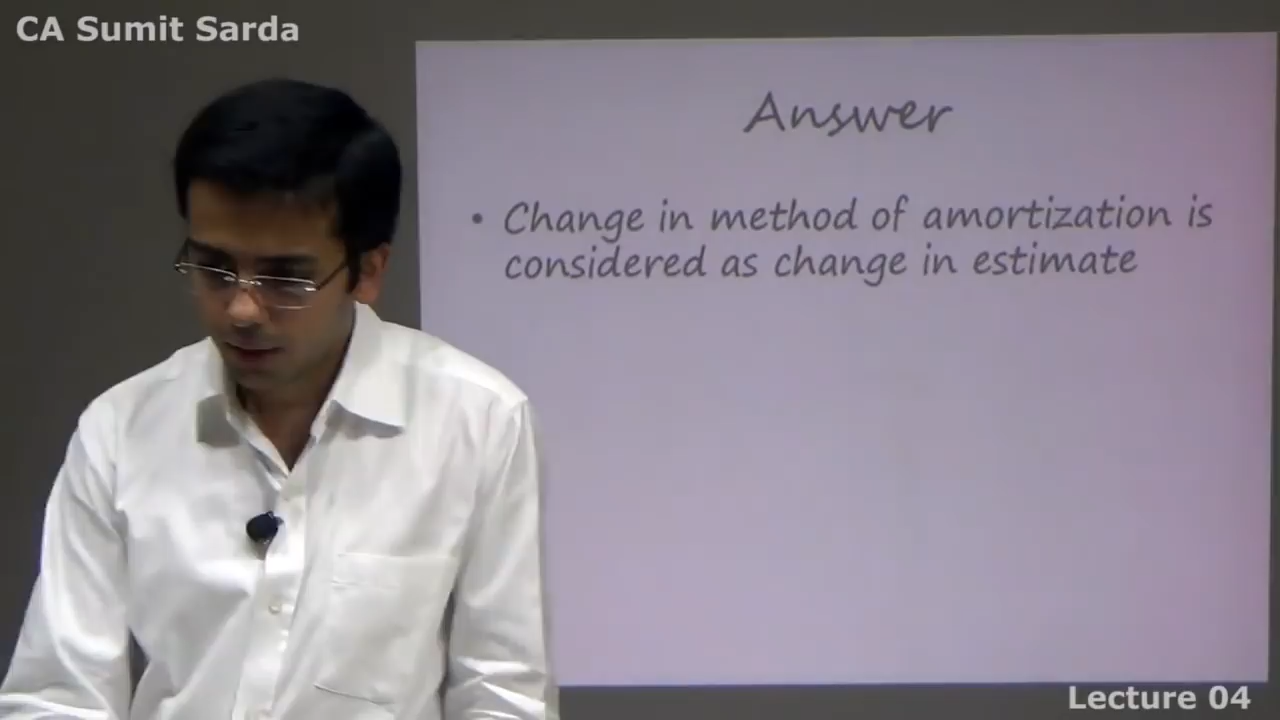 CA Sumit Sarda
Answer
• Change in method of amortization is
considered as change in estimate
Lecture 04